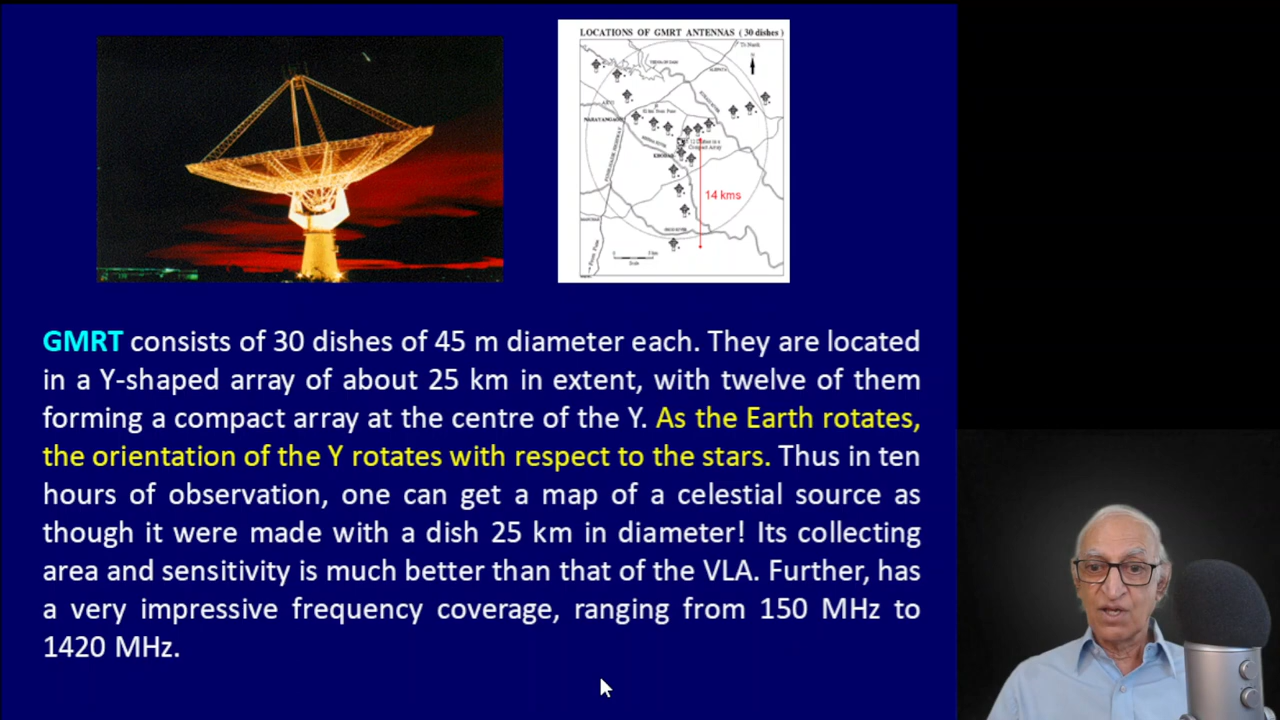 LOCATIONS OF GMRT ANTENNAS ( 30 dishes )
NARAYANGAON
14 kms
GMRT consists of 30 dishes of 45 m diameter each. They are located
in a Y-shaped array of about 25 km in extent, with twelve of them
forming a compact array at the centre of the Y. As the Earth rotates,
the orientation of the Y rotates with respect to the stars. Thus in ten
hours of observation, one can get a map of a celestial source as
though it were made with a dish 25 km in diameter! Its collecting
area and sensitivity is much better than that of the VLA. Further, has
a very impressive frequency coverage, ranging from 150 MHz to
1420 MHz.